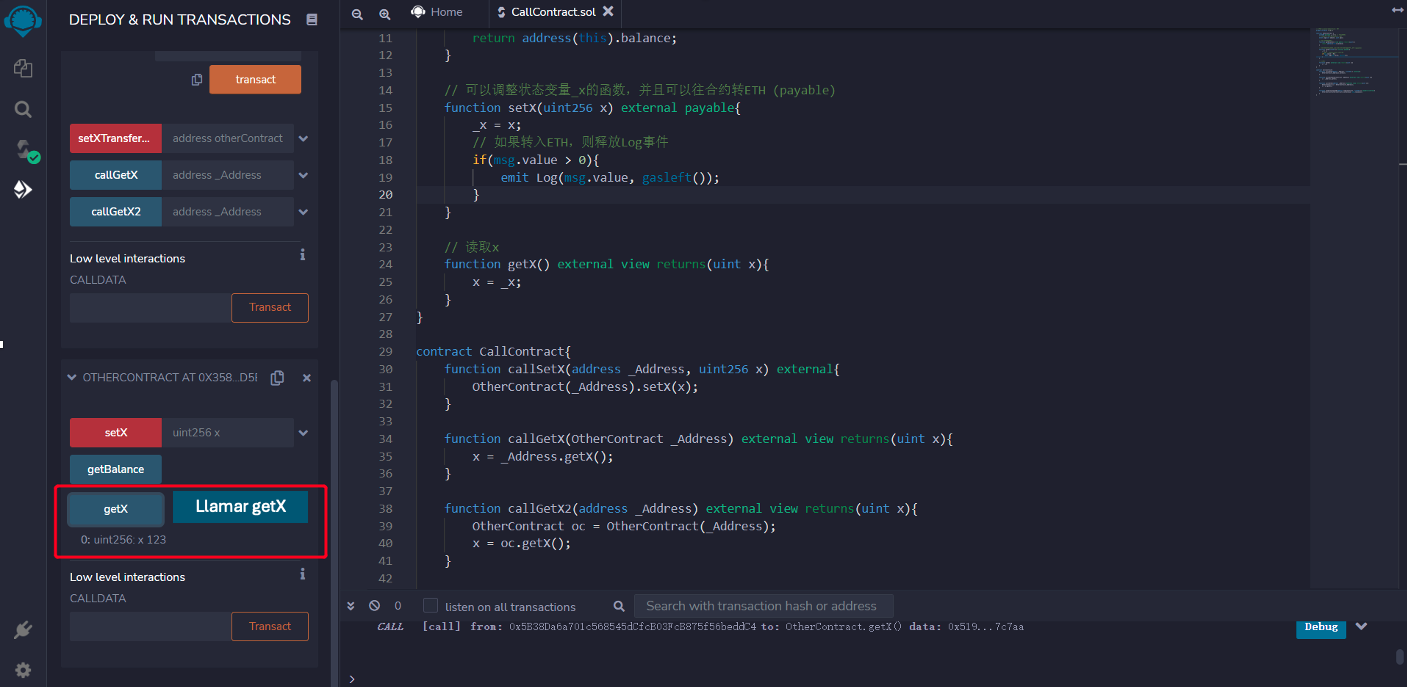 DEPLOY & RUN TRANSACTIONS
transact
setXTransfer... address otherContract
callGetX address _Address
callGetX2 address _Address
Low level interactions
CALLDATA
Transact
OTHERCONTRACT AT 0X358...D5E
setX uint256 x
getBalance
getX Llamar getX
0: uint256: x 123
Low level interactions
CALLDATA
Transact
Home CallContract.sol
11 return address(this).balance;
12 }
13
14 // 可以调整状态变量_x的函数，并且可以往合约转ETH (payable)
15 function setX(uint256 x) external payable{
16 _x = x;
17 // 如果转入ETH，则释放Log事件
18 if(msg.value > 0){
19 emit Log(msg.value, gasleft());
20 }
21 }
22
23 // 读取x
24 function getX() external view returns(uint x){
25 x = _x;
26 }
27 }
28
29 contract CallContract{
30 function callSetX(address _Address, uint256 x) external{
31 OtherContract(_Address).setX(x);
32 }
33
34 function callGetX(OtherContract _Address) external view returns(uint x){
35 x = _Address.getX();
36 }
37
38 function callGetX2(address _Address) external view returns(uint x){
39 OtherContract oc = OtherContract(_Address);
40 x = oc.getX();
41 }
42
0 listen on all transactions Search with transaction hash or address
CALL [call] from: 0x5B38Da6a701c568545dCfcB03FcB875f56beddC4 to: OtherContract.getX() data: 0x519...7c7aa Debug
>